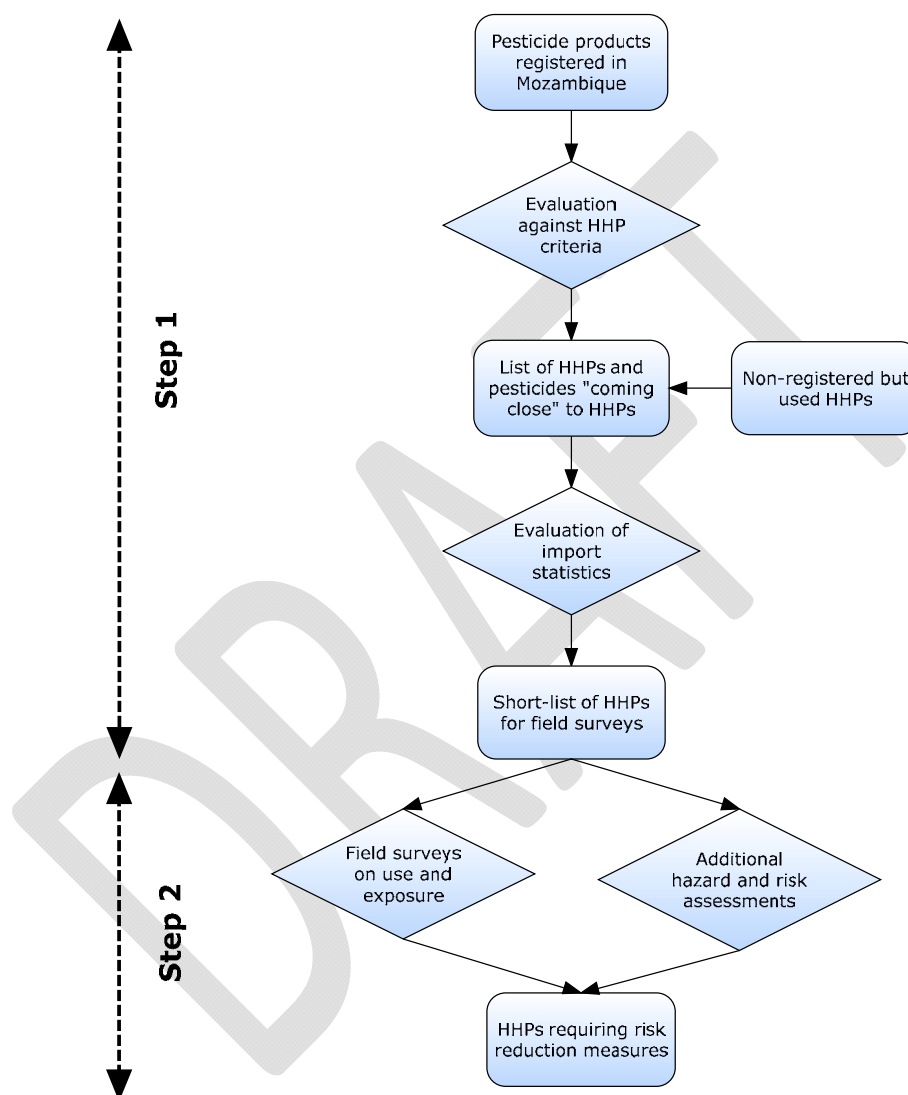 Pesticide products
registered in
Mozambique
Evaluation
against HHP
criteria
Step 1
List of HHPs and
pesticides "coming
close" to HHPs
Non-registered but
used HHPs
Evaluation of
import
statistics
Short-list of HHPs
for field surveys
Step 2
Field surveys
on use and
exposure
Additional
hazard and risk
assessments
HHPs requiring risk
reduction measures
DRAFT